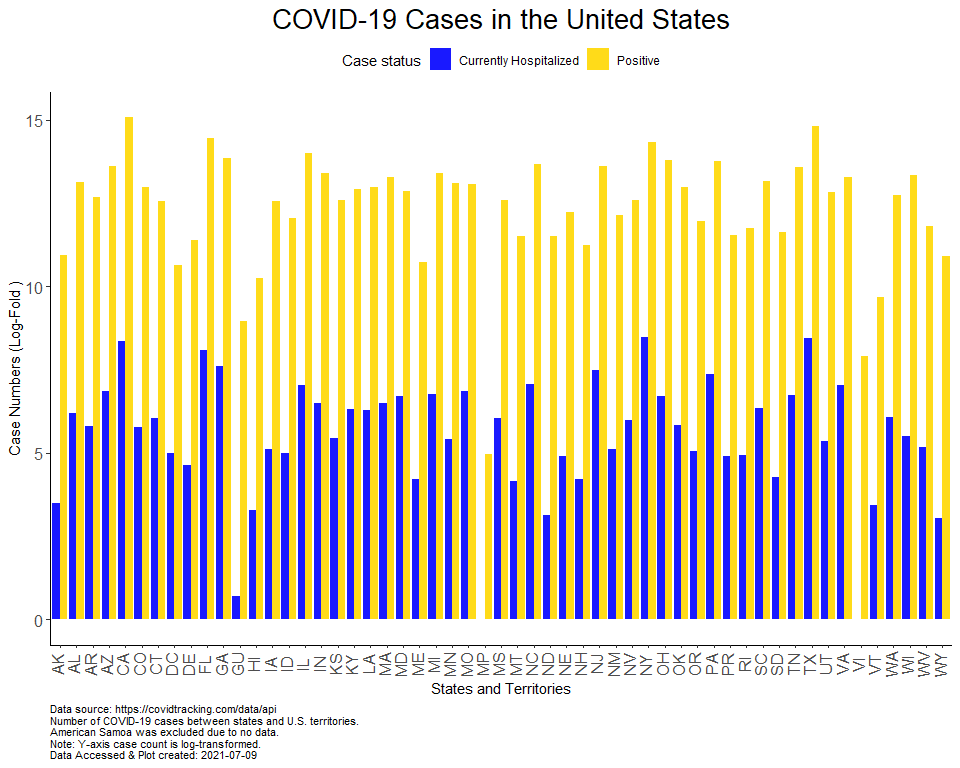 COVID-19 Cases in the United States
Case status Currently Hospitalized Positive
Case Numbers (Log-Fold )
15
10
5
0
AK AL AR AZ CA CO CT DC DE FL GA GU HI IA ID IL IN KS KY LA MA MD ME MI MN MO MP MS MT NC ND NE NH NJ NM NV NY OH OK OR PA PR RI SC SD TN TX UT VA VI VT WA WI WV WY
States and Territories
Data source: https://covidtracking.com/data/api
Number of COVID-19 cases between states and U.S. territories.
American Samoa was excluded due to no data.
Note: Y-axis case count is log-transformed.
Data Accessed & Plot created: 2021-07-09